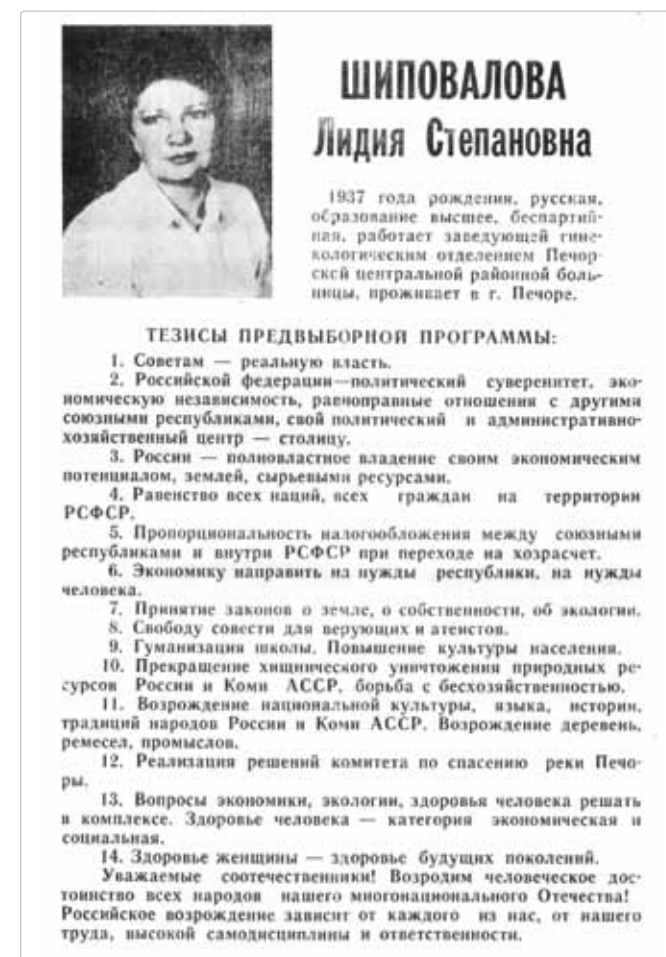 ШИПОВАЛОВА
Лидия Степановна
1937 года рождения, русская,
образование высшее, беспартий-
ная, работает заведующей гине-
кологическим отделением Печор-
ской центральной районной боль-
ницы, проживает в г. Печоре.
ТЕЗИСЫ ПРЕДВЫБОРНОЙ ПРОГРАММЫ:
1. Советам — реальную власть.
2. Российской федерации—политический суверенитет, эко-
номическую независимость, равноправные отношения с другими
союзными республиками, свой политический и административно-
хозяйственный центр — столицу.
3. России — полновластное владение своим экономическим
потенциалом, землей, сырьевыми ресурсами.
4. Равенство всех наций, всех граждан на территории
РСФСР.
5. Пропорциональность налогообложения между союзными
республиками и внутри РСФСР при переходе на хозрасчет.
6. Экономику направить на нужды республики, на нужды
человека.
7. Принятие законов о земле, о собственности, об экологии.
8. Свободу совести для верующих и атеистов.
9. Гуманизация школы. Повышение культуры населения.
10. Прекращение хищнического уничтожения природных ре-
сурсов России и Коми АССР, борьба с бесхозяйственностью.
11. Возрождение национальной культуры, языка, истории,
традиций народов России и Коми АССР. Возрождение деревень,
ремесел, промыслов.
12. Реализация решений комитета по спасению реки Печо-
ры.
13. Вопросы экономики, экологии, здоровья человека решать
в комплексе. Здоровье человека — категория экономическая и
социальная.
14. Здоровье женщины — здоровье будущих поколений.
Уважаемые соотечественники! Возродим человеческое дос-
тоинство всех народов нашего многонационального Отечества!
Российское возрождение зависит от каждого из нас, от нашего
труда, высокой самодисциплины и ответственности.